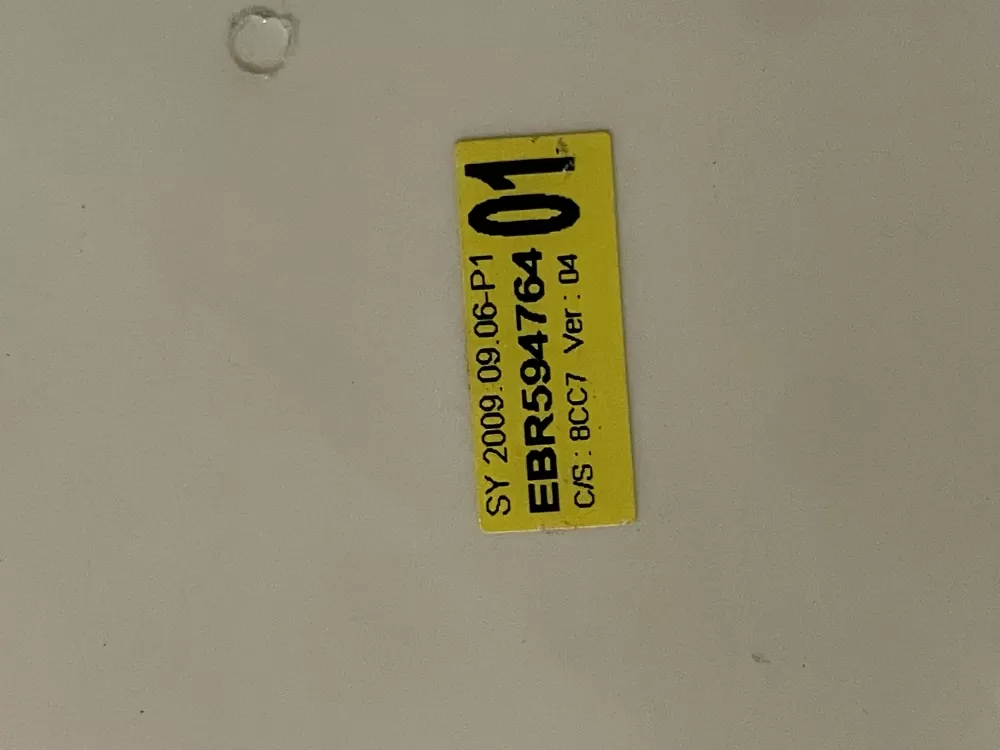 SY 2009.09.06-P1
EBR594764 01
C/S : 8CC7 Ver : 04